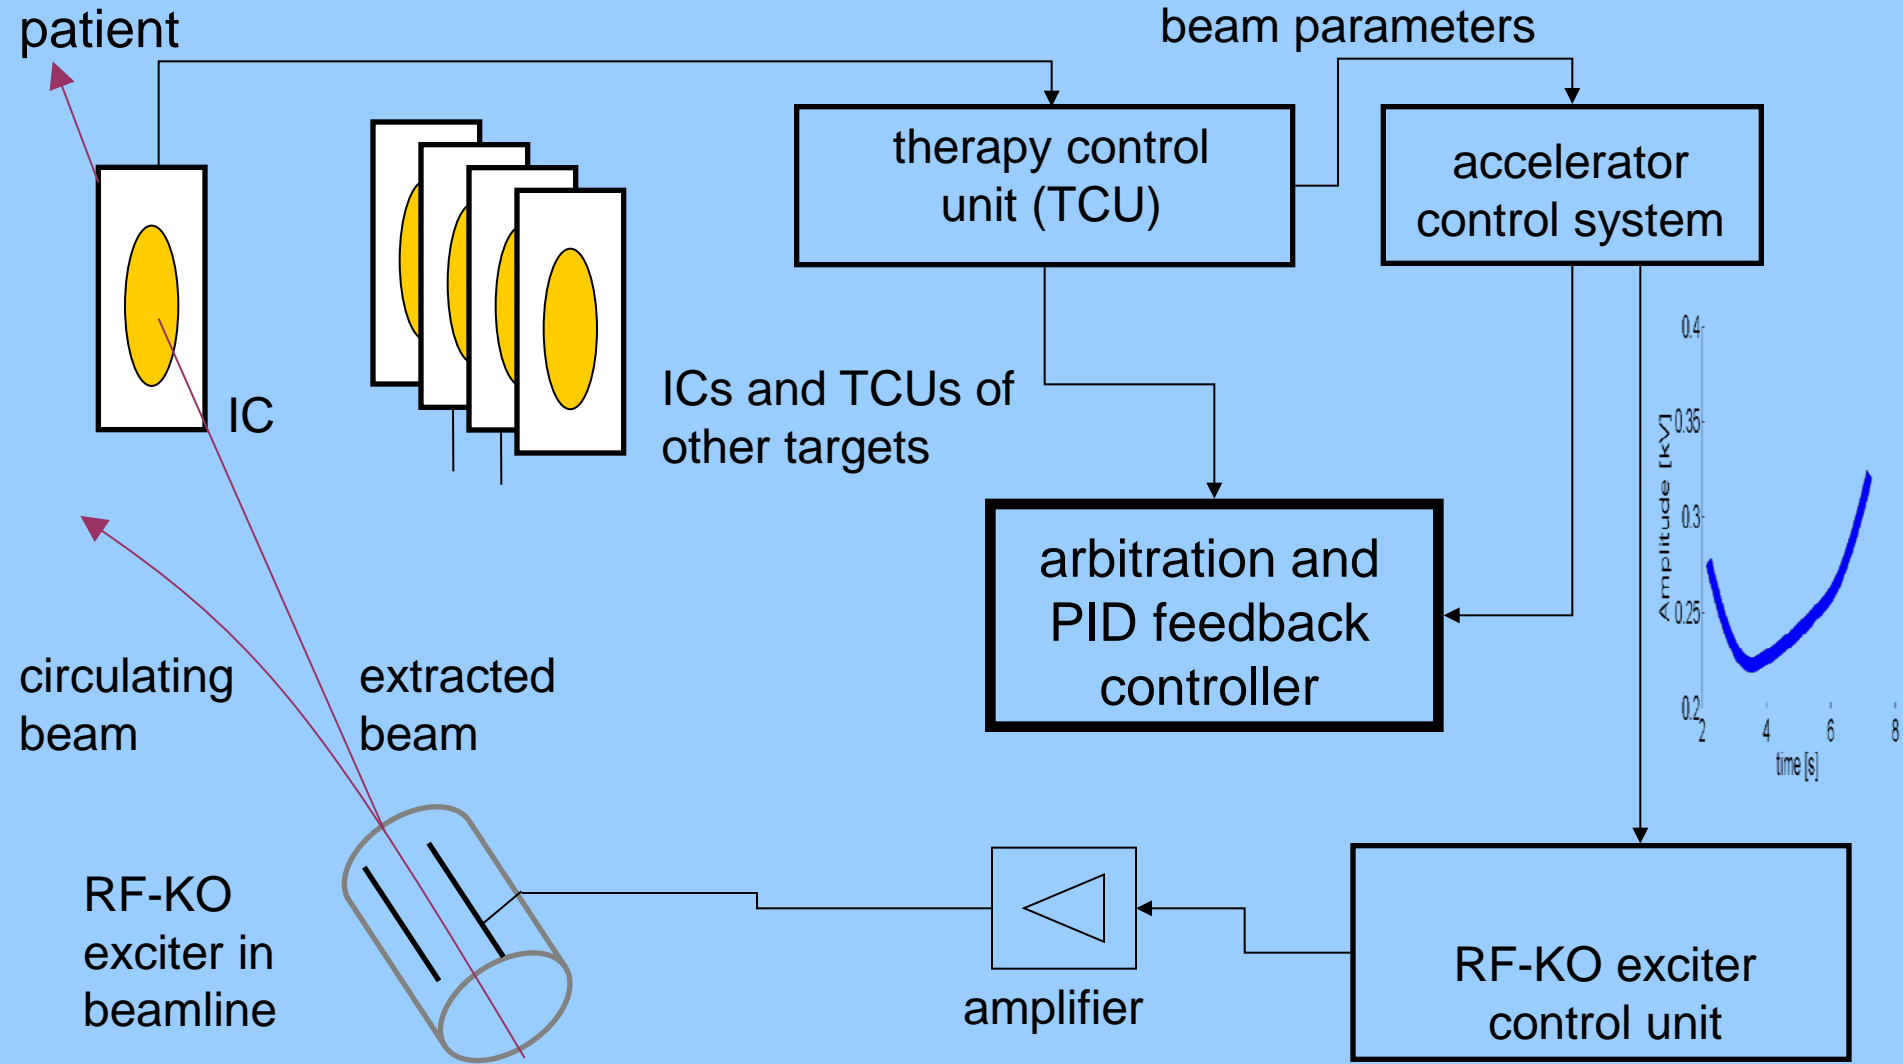 patient
beam parameters
therapy control
unit (TCU)
accelerator
control system
IC
ICs and TCUs of
other targets
arbitration and
PID feedback
controller
circulating
beam
extracted
beam
RF-KO
exciter in
beamline
amplifier
RF-KO exciter
control unit
Amplitude [kV]
0.4
0.35
0.3
0.25
0.2
2 4 6 8
time [s]